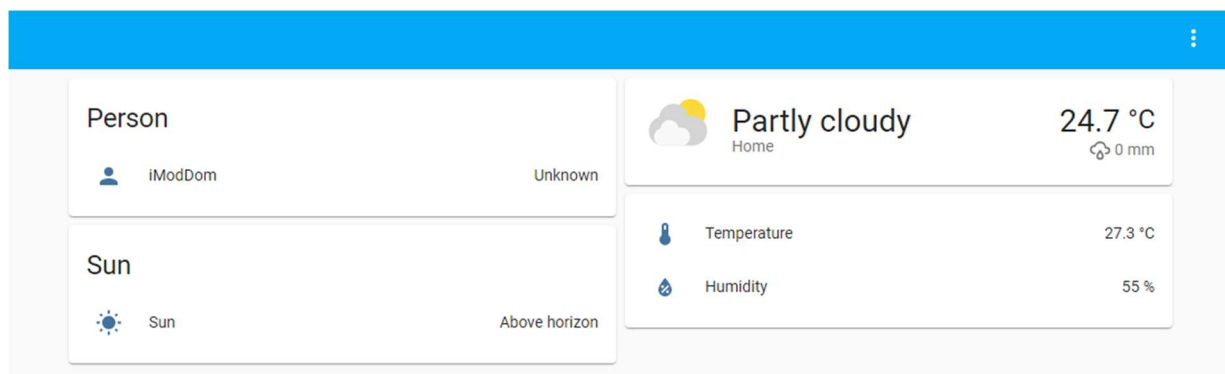 Person
iModDom Unknown
Sun
Sun Above horizon
Partly cloudy 24.7 °C
Home 0 mm
Temperature 27.3 °C
Humidity 55 %